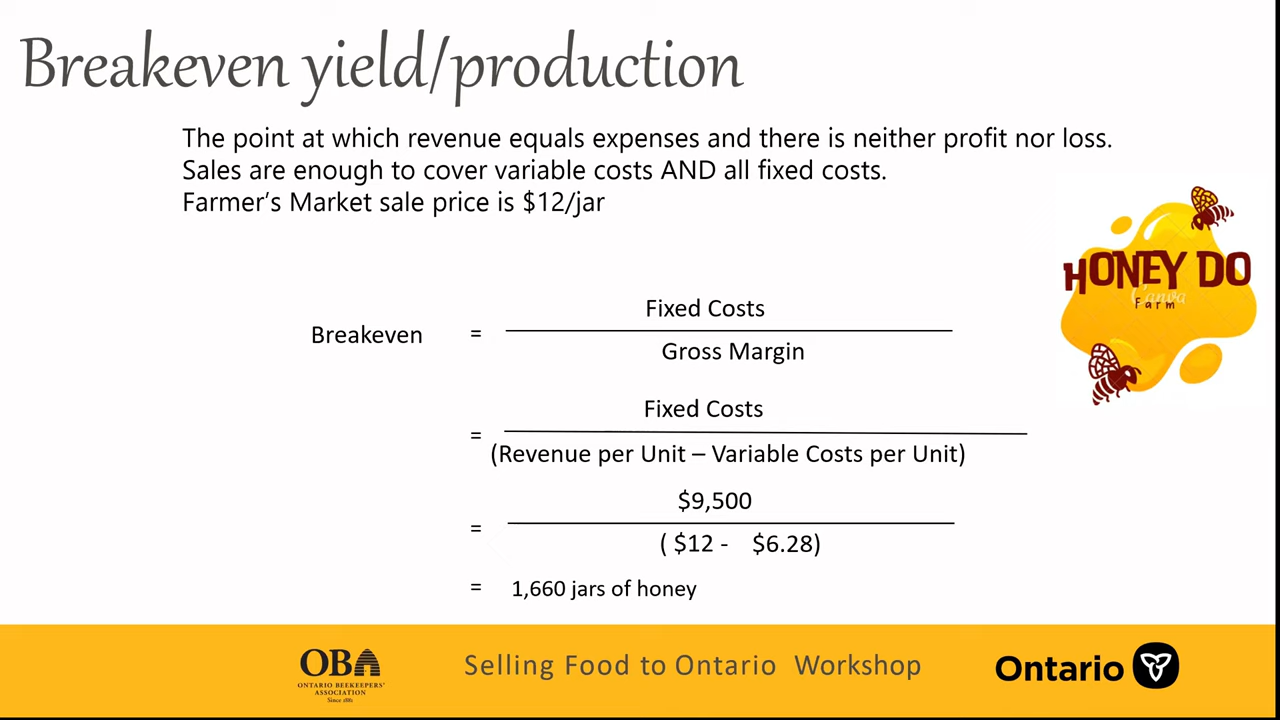 Breakeven yield/production
The point at which revenue equals expenses and there is neither profit nor loss.
Sales are enough to cover variable costs AND all fixed costs.
Farmer's Market sale price is $12/jar
HONEY DO
Canva
Farm
Fixed Costs
Breakeven =
Gross Margin
Fixed Costs
=
(Revenue per Unit – Variable Costs per Unit)
$9,500
=
( $12 - $6.28)
= 1,660 jars of honey
OBA
ONTARIO BEEKEEPERS'
ASSOCIATION
Since 1881
Selling Food to Ontario Workshop
Ontario